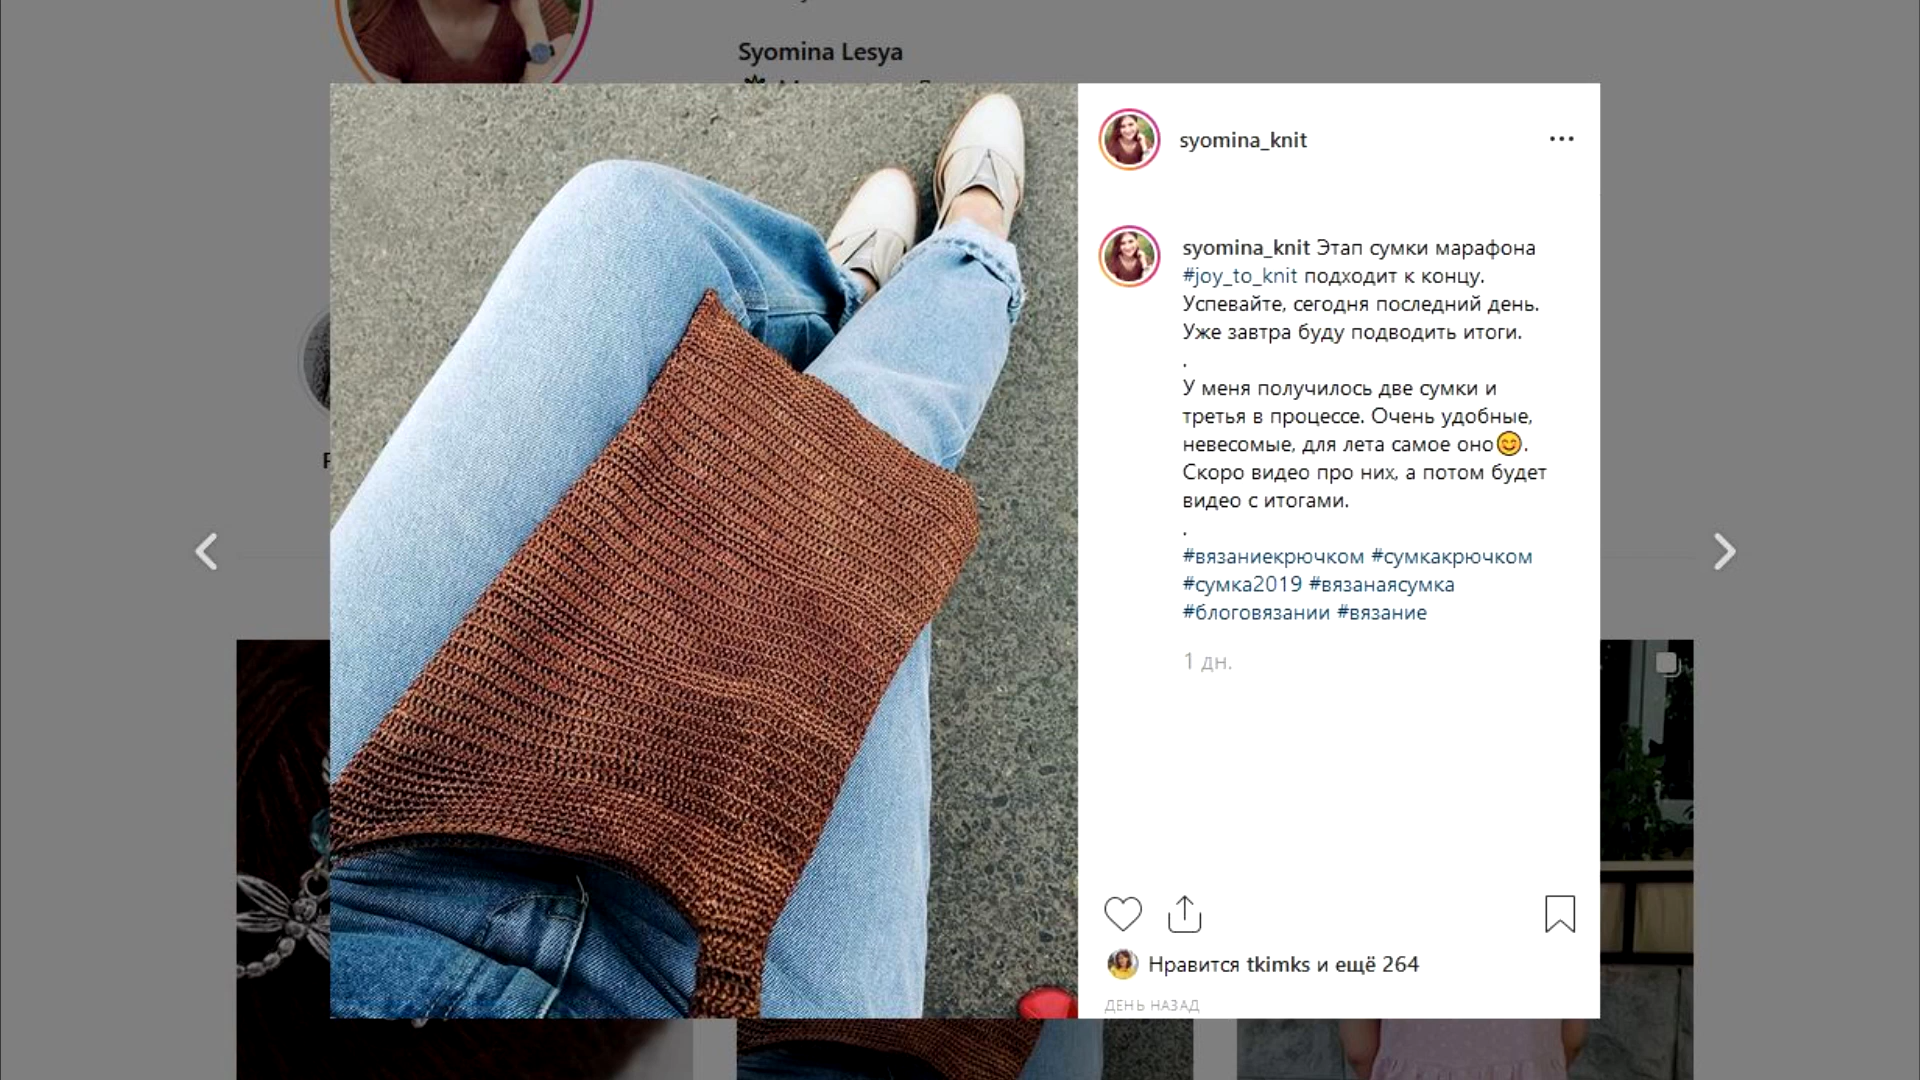 Syomina Lesya
syomina_knit
syomina_knit Этап сумки марафона
#joy_to_knit подходит к концу.
Успевайте, сегодня последний день.
Уже завтра буду подводить итоги.
.
У меня получилось две сумки и
третья в процессе. Очень удобные,
невесомые, для лета самое оно😊.
Скоро видео про них, а потом будет
видео с итогами.
.
#вязаниекрючком #сумкакрючком
#сумка2019 #вязанаясумка
#блоговязании #вязание
1 дн.
Нравится tkimks и ещё 264
ДЕНЬ НАЗАД